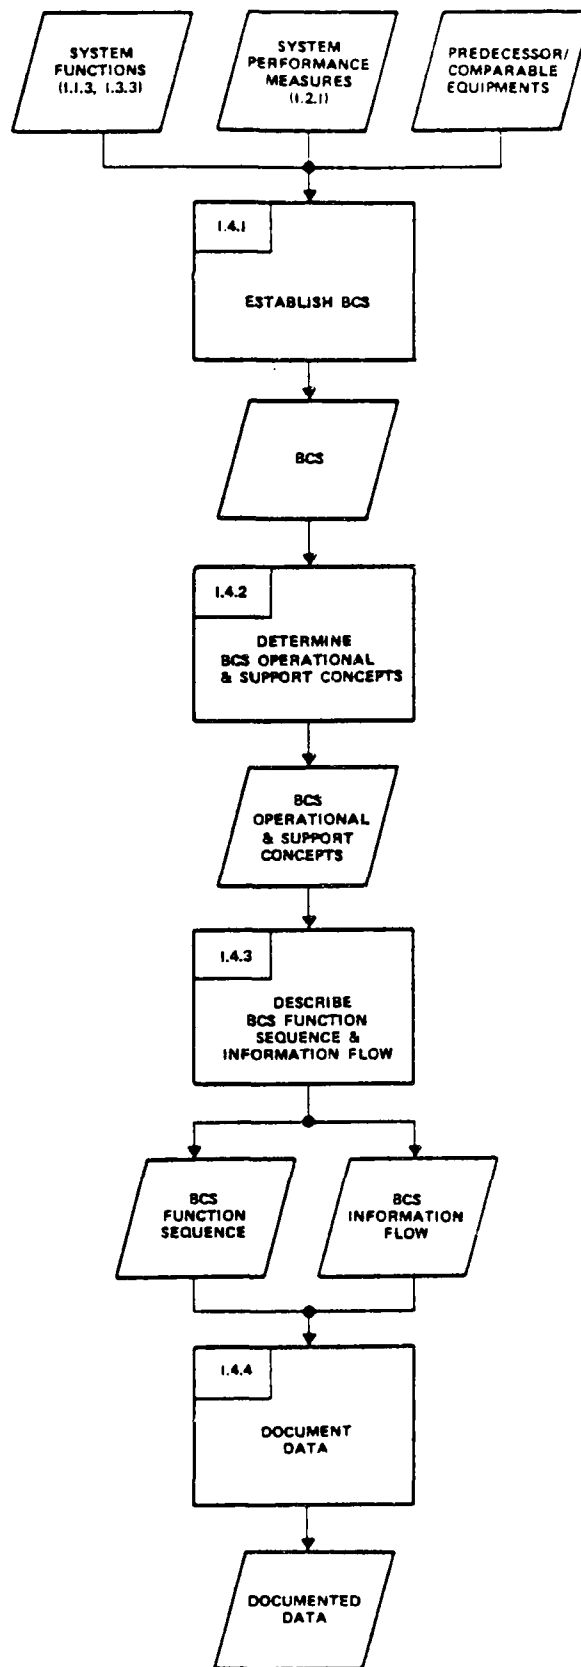 SYSTEM
FUNCTIONS
(1.1.3, 1.3.3)
SYSTEM
PERFORMANCE
MEASURES
(1.2.1)
PREDECESSOR/
COMPARABLE
EQUIPMENTS
1.4.1
ESTABLISH BCS
BCS
1.4.2
DETERMINE
BCS OPERATIONAL
& SUPPORT CONCEPTS
BCS
OPERATIONAL
& SUPPORT
CONCEPTS
1.4.3
DESCRIBE
BCS FUNCTION
SEQUENCE &
INFORMATION FLOW
BCS
FUNCTION
SEQUENCE
BCS
INFORMATION
FLOW
1.4.4
DOCUMENT
DATA
DOCUMENTED
DATA